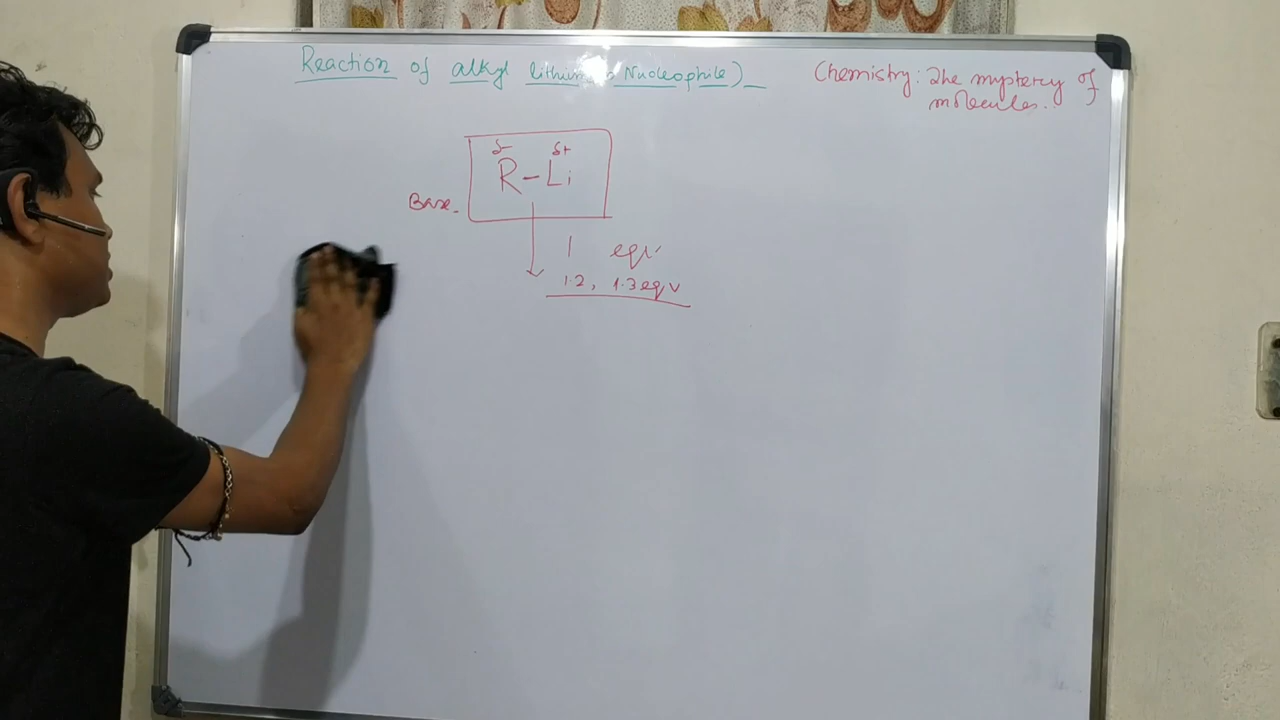 Reaction of alkyl lithium Nucleophile)
Chemistry: The mystery of
molecules..
δ- δ+
R-Li
Base.
1 eqv
1.2, 1.3 eqv